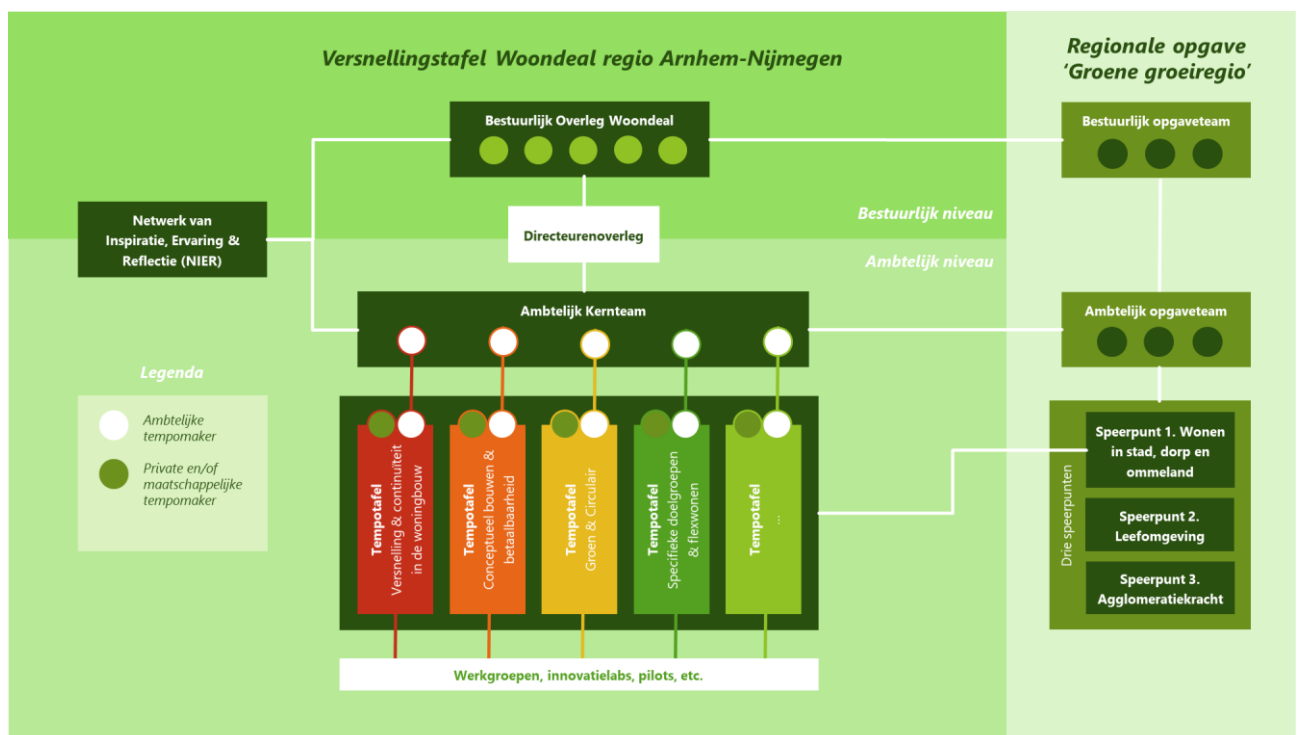 Versnellingstafel Woondeal regio Arnhem-Nijmegen
Regionale opgave
‘Groene groeiregio’
Bestuurlijk Overleg Woondeal
Bestuurlijk opgaveteam
Netwerk van
Inspiratie, Ervaring &
Reflectie (NIER)
Directeurenoverleg
Bestuurlijk niveau
Ambtelijk niveau
Ambtelijk Kernteam
Ambtelijk opgaveteam
Legenda
Ambtelijke
tempomaker
Private en/of
maatschappelijke
tempomaker
Tempotafel
Versnelling & continuïteit
in de woningbouw
Tempotafel
Conceptueel bouwen &
betaalbaarheid
Tempotafel
Groen & Circulair
Tempotafel
Specifieke doelgroepen
& flexwonen
Tempotafel
...
Drie speerpunten
Speerpunt 1. Wonen
in stad, dorp en
ommeland
Speerpunt 2.
Leefomgeving
Speerpunt 3.
Agglomeratiekracht
Werkgroepen, innovatielabs, pilots, etc.